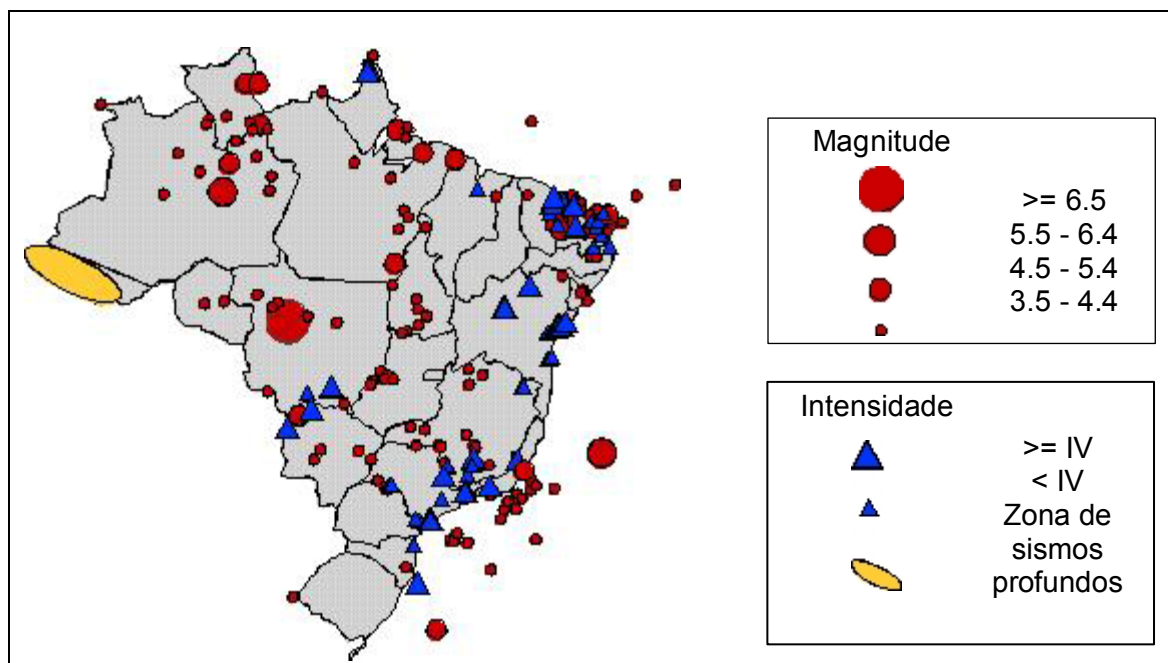 Magnitude
>= 6.5
5.5 - 6.4
4.5 - 5.4
3.5 - 4.4
Intensidade
>= IV
< IV
Zona de
sismos
profundos